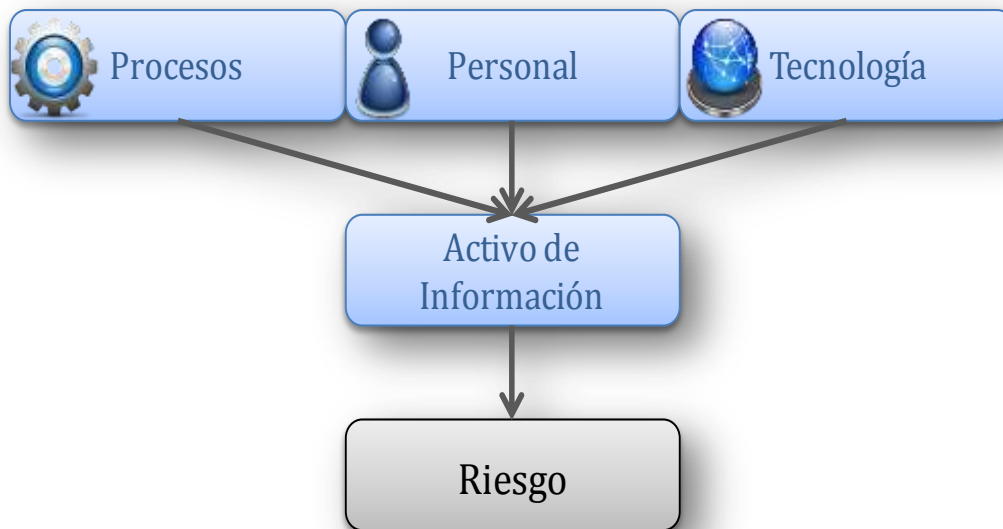 Procesos
Personal
Tecnología
Activo de
Información
Riesgo